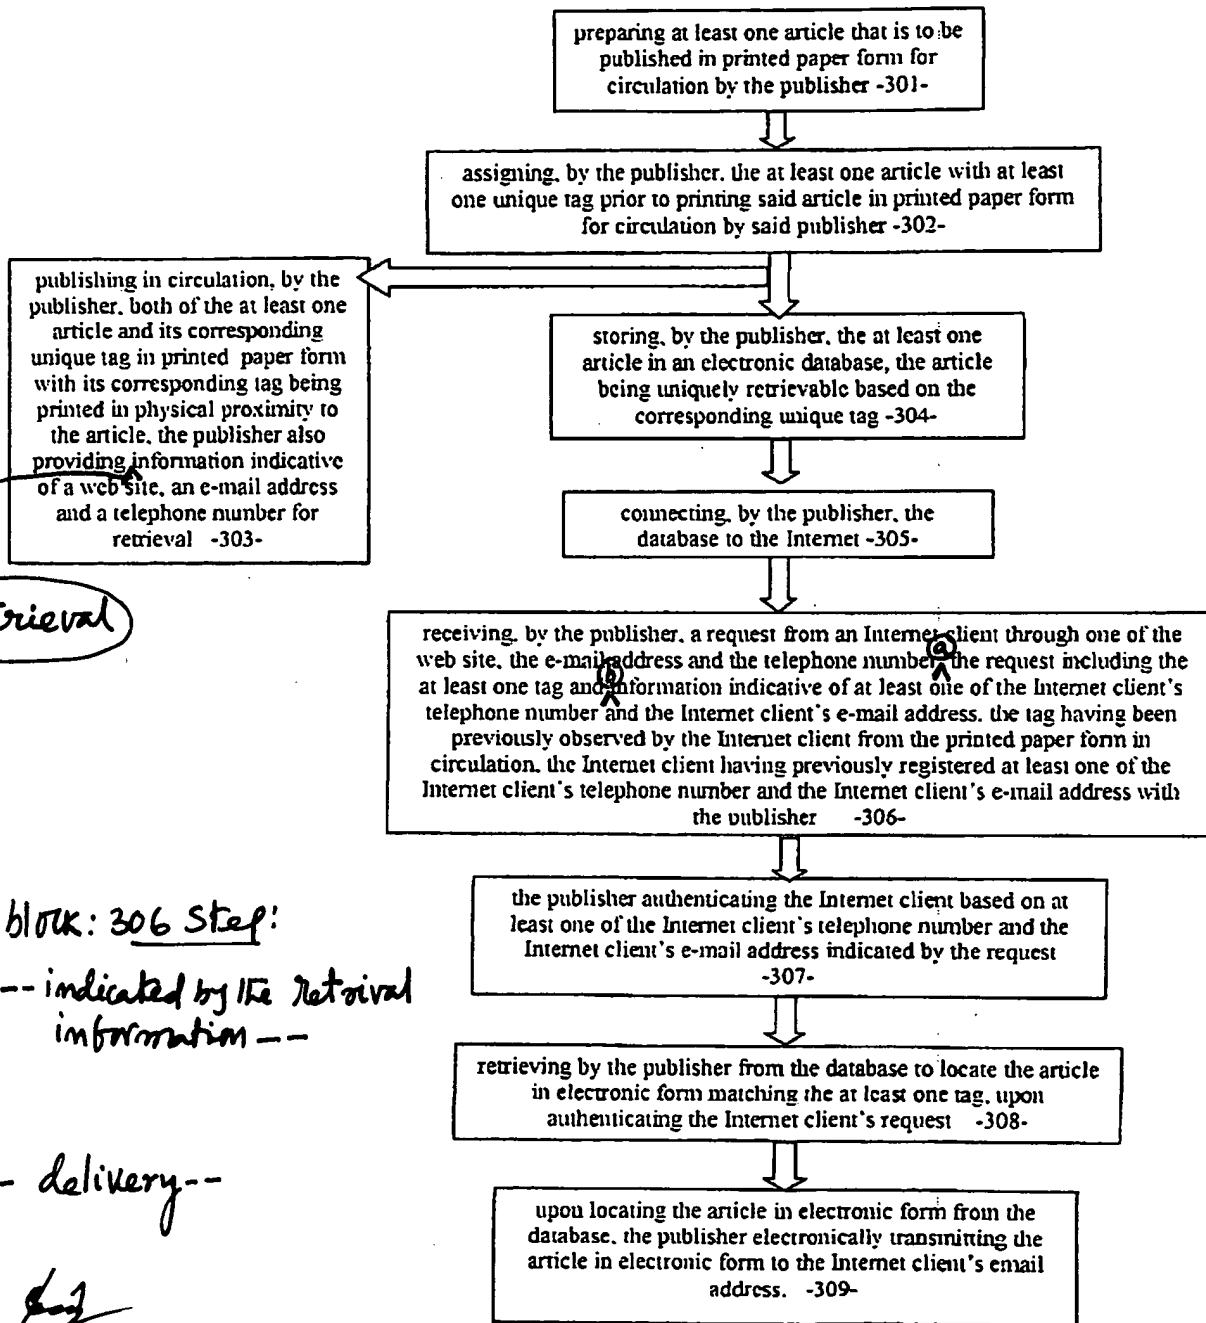 preparing at least one article that is to be
published in printed paper form for
circulation by the publisher -301-
assigning, by the publisher, the at least one article with at least
one unique tag prior to printing said article in printed paper form
for circulation by said publisher -302-
publishing in circulation, by the
publisher, both of the at least one
article and its corresponding
unique tag in printed paper form
with its corresponding tag being
printed in physical proximity to
the article, the publisher also
providing information indicative
of a web site, an e-mail address
and a telephone number for
retrieval -303-
storing, by the publisher, the at least one
article in an electronic database, the article
being uniquely retrievable based on the
corresponding unique tag -304-
connecting, by the publisher, the
database to the Internet -305-
trieval
receiving, by the publisher, a request from an Internet client through one of the
web site, the e-mail address and the telephone number, the request including the
at least one tag and information indicative of at least one of the Internet client's
telephone number and the Internet client's e-mail address, the tag having been
previously observed by the Internet client from the printed paper form in
circulation, the Internet client having previously registered at least one of the
Internet client's telephone number and the Internet client's e-mail address with
the publisher -306-
a
b
block: 306 Step:
-- indicated by the retrival
information --
the publisher authenticating the Internet client based on at
least one of the Internet client's telephone number and the
Internet client's e-mail address indicated by the request
-307-
retrieving by the publisher from the database to locate the article
in electronic form matching the at least one tag, upon
authenticating the Internet client's request -308-
- delivery --
upon locating the article in electronic form from the
database, the publisher electronically transmitting the
article in electronic form to the Internet client's email
address. -309-